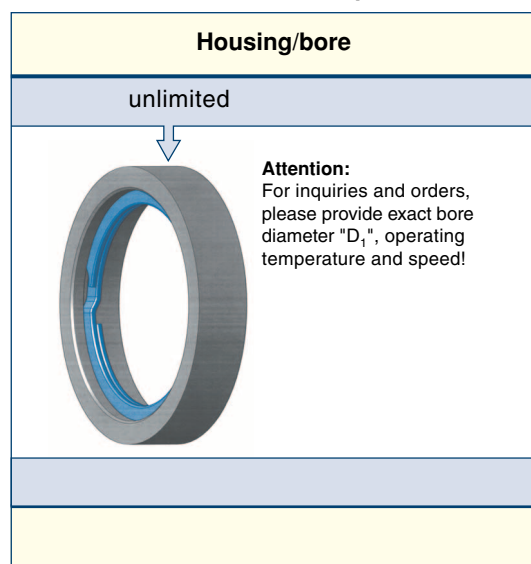 Housing/bore
unlimited
Attention:
For inquiries and orders,
please provide exact bore
diameter "D₁", operating
temperature and speed!